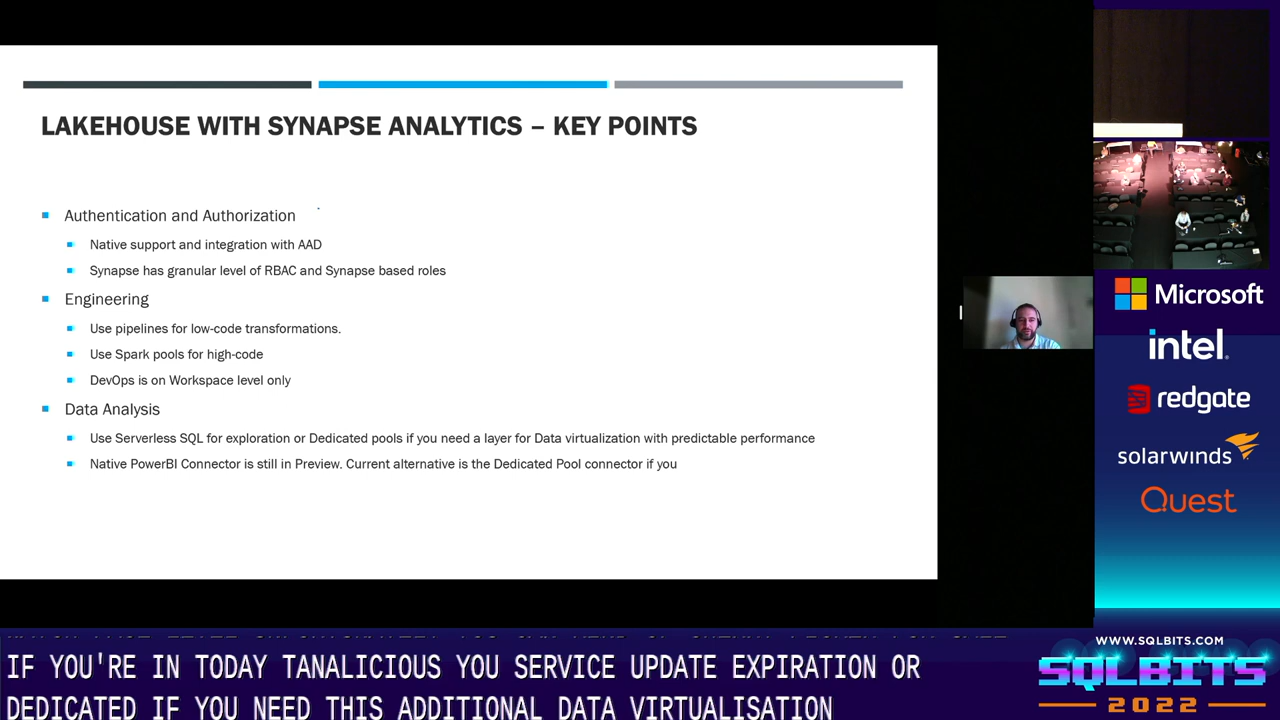 LAKEHOUSE WITH SYNAPSE ANALYTICS – KEY POINTS
Authentication and Authorization
Native support and integration with AAD
Synapse has granular level of RBAC and Synapse based roles
Engineering
Use pipelines for low-code transformations.
Use Spark pools for high-code
DevOps is on Workspace level only
Data Analysis
Use Serverless SQL for exploration or Dedicated pools if you need a layer for Data virtualization with predictable performance
Native PowerBI Connector is still in Preview. Current alternative is the Dedicated Pool connector if you
Microsoft
intel.
redgate
solarwinds
Quest
WWW.SQLBITS.COM
SQLBITS
2022
IF YOU'RE IN TODAY TANALICIOUS YOU SERVICE UPDATE EXPIRATION OR
DEDICATED IF YOU NEED THIS ADDITIONAL DATA VIRTUALISATION